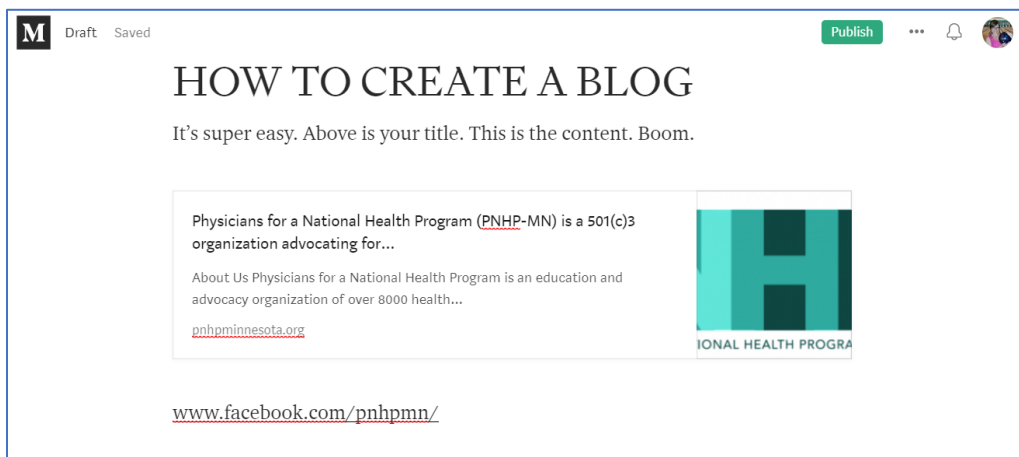 M Draft Saved Publish
HOW TO CREATE A BLOG
It’s super easy. Above is your title. This is the content. Boom.
Physicians for a National Health Program (PNHP-MN) is a 501(c)3
organization advocating for...
About Us Physicians for a National Health Program is an education and
advocacy organization of over 8000 health...
pnhpminnesota.org
H
IONAL HEALTH PROGRA
www.facebook.com/pnhpmn/